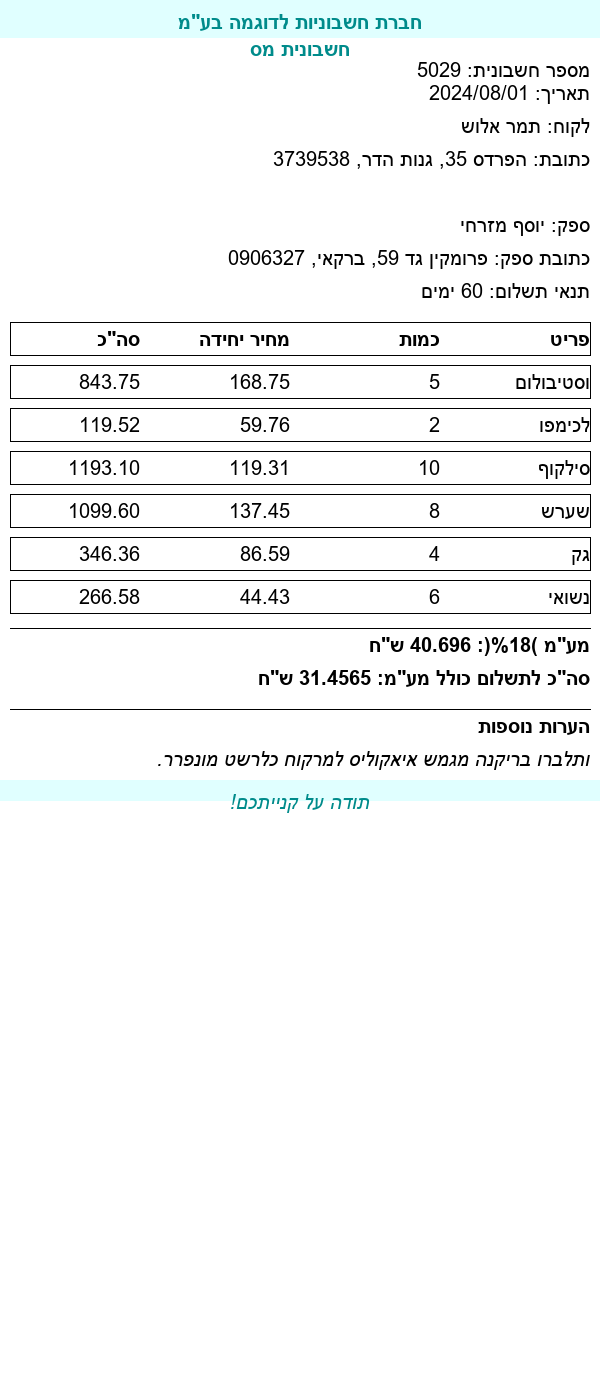 חברת חשבוניות לדוגמה בע"מ
חשבונית מס
מספר חשבונית: 5029
תאריך: 2024/08/01
לקוח: תמר אלוש
כתובת: הפרדס 35, גנות הדר, 3739538
ספק: יוסף מזרחי
כתובת ספק: פרומקין גד 59, ברקאי, 0906327
תנאי תשלום: 60 ימים
פריט כמות מחיר יחידה סה"כ
וסטיבולום 5 168.75 843.75
לכימפו 2 59.76 119.52
סילקוף 10 119.31 1193.10
שערש 8 137.45 1099.60
גק 4 86.59 346.36
נשואי 6 44.43 266.58
מע"מ )18%(: 40.696 ש"ח
סה"כ לתשלום כולל מע"מ: 31.4565 ש"ח
הערות נוספות
ותלברו בריקנה מגמש איאקוליס למרקוח כלרשט מונפרר.
תודה על קנייתכם!